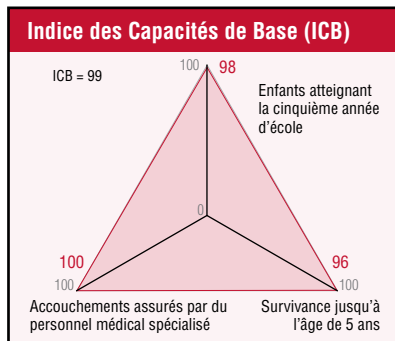 Indice des Capacités de Base (ICB)
ICB = 99
100
98
Enfants atteignant
la cinquième année
d'école
0
100
100
96
100
Accouchements assurés par du
personnel médical spécialisé
Survivance jusqu'à
l'âge de 5 ans